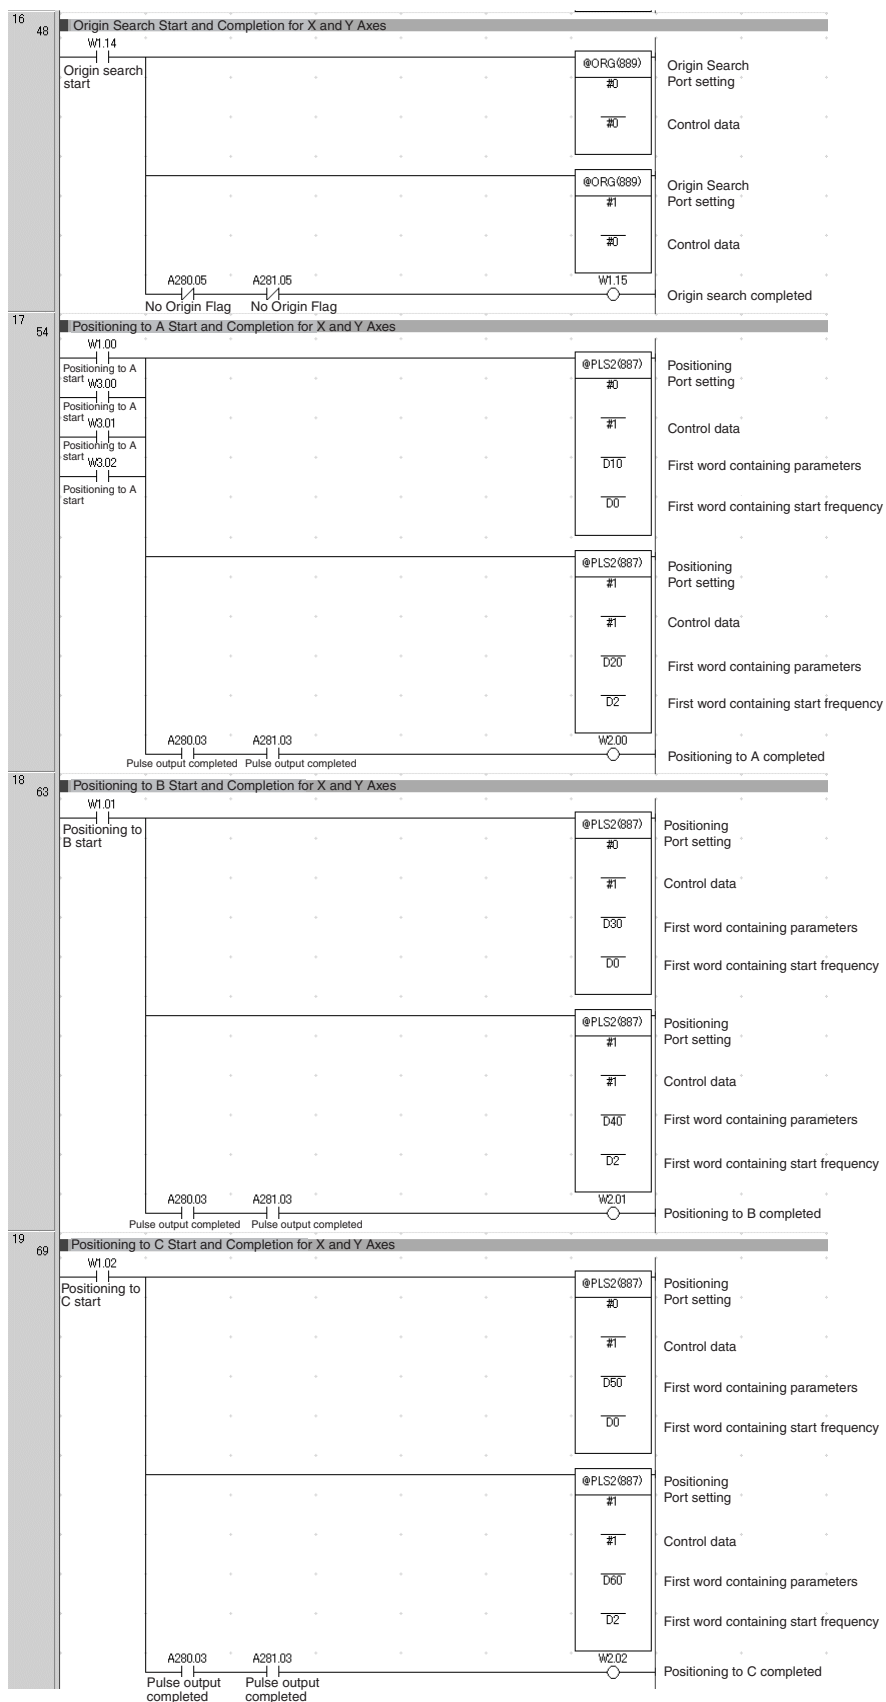 16
48
Origin Search Start and Completion for X and Y Axes
W1.14
Origin search
start
@ORG(889)
Origin Search
#0
Port setting
#0
Control data
@ORG(889)
Origin Search
#1
Port setting
#0
Control data
A280.05
A281.05
W1.15
No Origin Flag
No Origin Flag
Origin search completed
17
54
Positioning to A Start and Completion for X and Y Axes
W1.00
Positioning to A
start
W3.00
Positioning to A
start
W3.01
Positioning to A
start
W3.02
Positioning to A
start
@PLS2(887)
Positioning
#0
Port setting
#1
Control data
D10
First word containing parameters
D0
First word containing start frequency
@PLS2(887)
Positioning
#1
Port setting
#1
Control data
D20
First word containing parameters
D2
First word containing start frequency
A280.03
A281.03
W2.00
Pulse output completed
Pulse output completed
Positioning to A completed
18
63
Positioning to B Start and Completion for X and Y Axes
W1.01
Positioning to
B start
@PLS2(887)
Positioning
#0
Port setting
#1
Control data
D30
First word containing parameters
D0
First word containing start frequency
@PLS2(887)
Positioning
#1
Port setting
#1
Control data
D40
First word containing parameters
D2
First word containing start frequency
A280.03
A281.03
W2.01
Pulse output completed
Pulse output completed
Positioning to B completed
19
69
Positioning to C Start and Completion for X and Y Axes
W1.02
Positioning to
C start
@PLS2(887)
Positioning
#0
Port setting
#1
Control data
D50
First word containing parameters
D0
First word containing start frequency
@PLS2(887)
Positioning
#1
Port setting
#1
Control data
D60
First word containing parameters
D2
First word containing start frequency
A280.03
A281.03
W2.02
Pulse output
completed
Pulse output
completed
Positioning to C completed